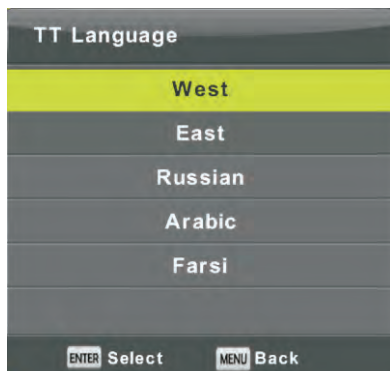 TT Language
West
East
Russian
Arabic
Farsi
ENTER Select MENU Back